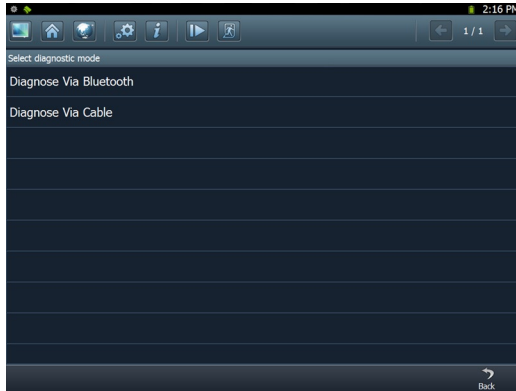 2:16 PM
1/1
Select diagnostic mode
Diagnose Via Bluetooth
Diagnose Via Cable
Back